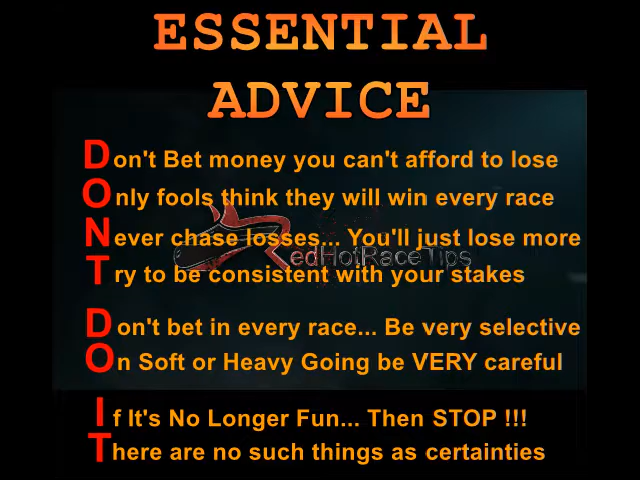 ESSENTIAL
ADVICE
Don't Bet money you can't afford to lose
Only fools think they will win every race
Never chase losses... You'll just lose more
RedHotRaceTips
Try to be consistent with your stakes
Don't bet in every race... Be very selective
On Soft or Heavy Going be VERY careful
If It's No Longer Fun... Then STOP !!!
There are no such things as certainties